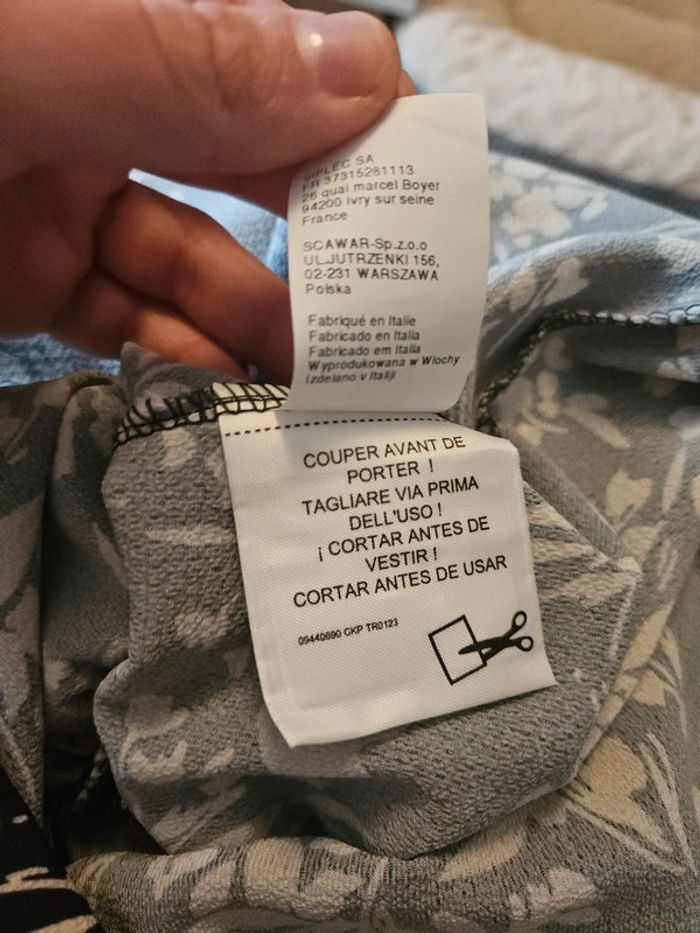 SIPLEC SA
FR 37315281113
26 quai marcel Boyer
94200 Ivry sur seine
France
SCAWAR-Sp.z.o.o
UL.JUTRZENKI 156,
02-231 WARSZAWA
Polska
Fabriqué en Italie
Fabricado en Italia
Fabricado em Italia
Wyprodukowana w Wlochy
Izdelano v Italiji
COUPER AVANT DE
PORTER !
TAGLIARE VIA PRIMA
DELL'USO !
¡ CORTAR ANTES DE
VESTIR !
CORTAR ANTES DE USAR
09440690 CKP TR0123